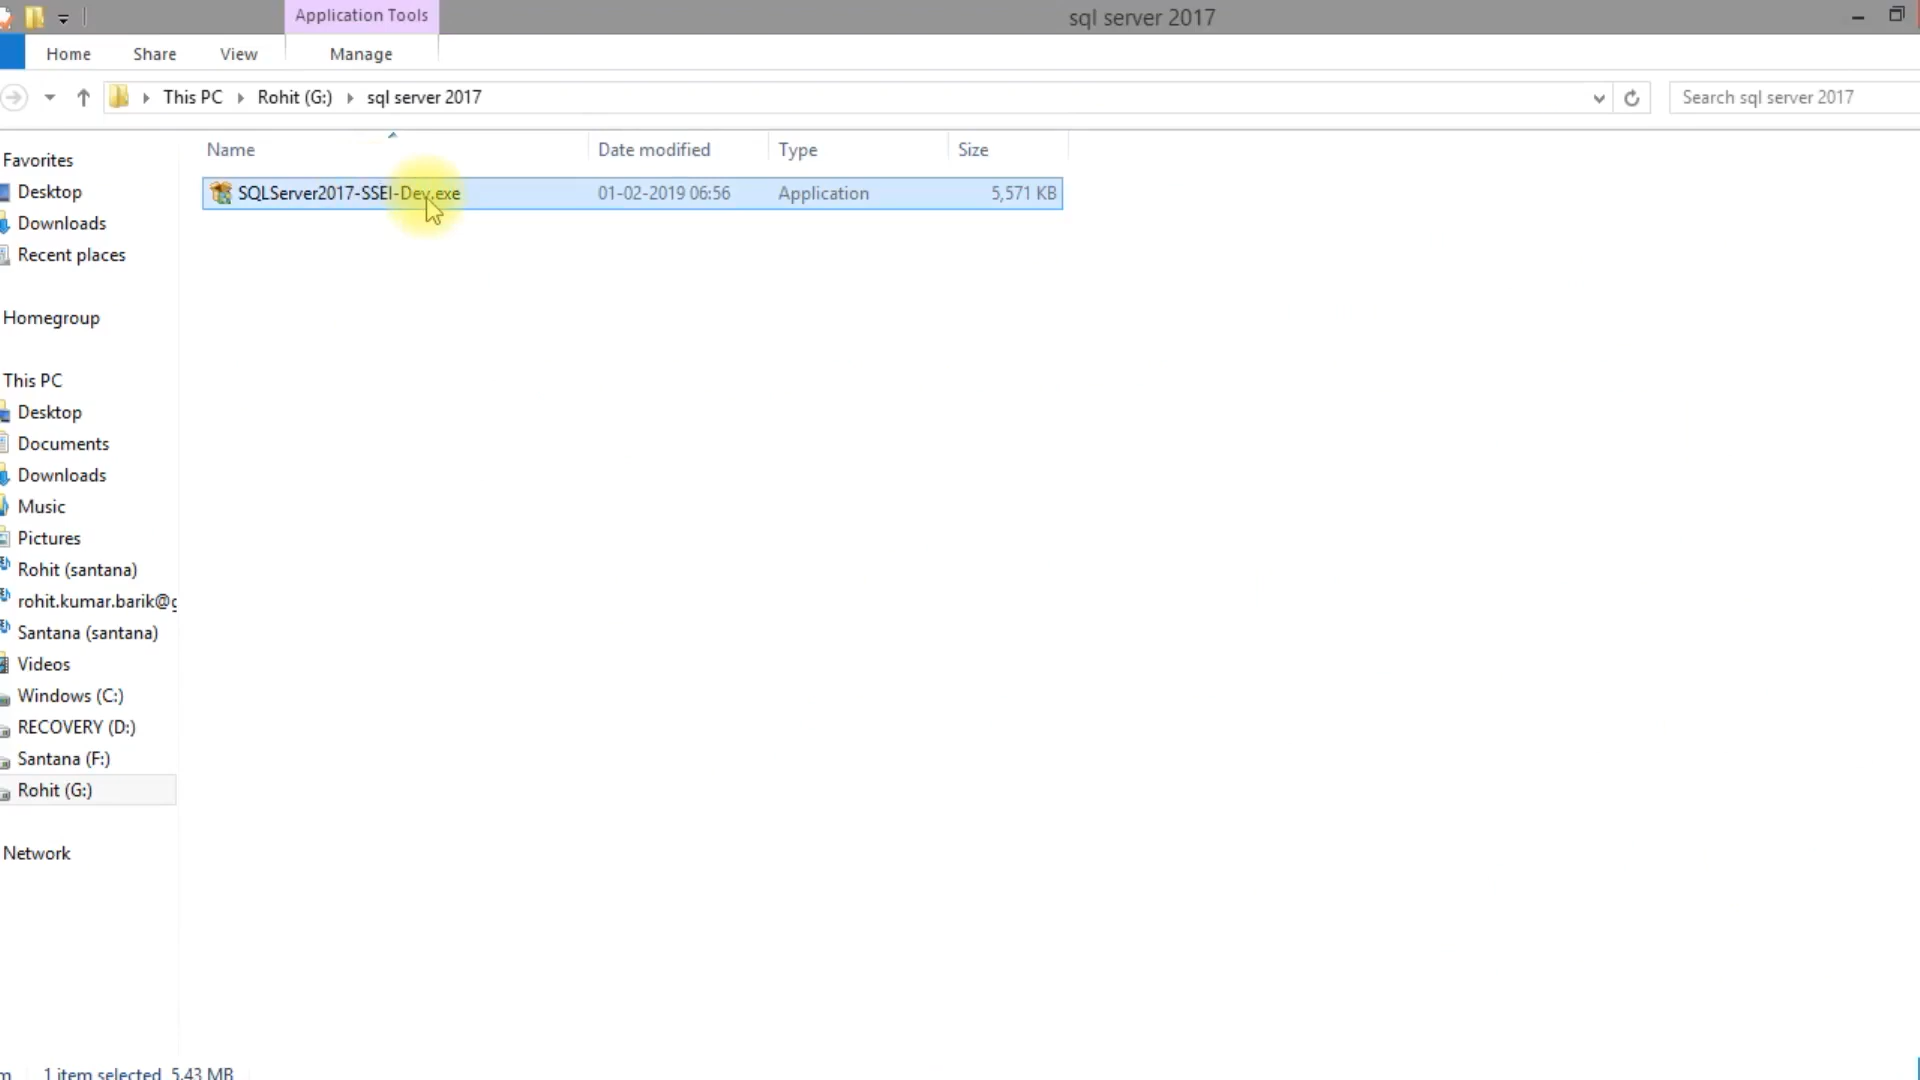 Application Tools
sql server 2017
Home
Share
View
Manage
This PC
Rohit (G:)
sql server 2017
Search sql server 2017
Name
Date modified
Type
Size
SQLServer2017-SSEI-Dev.exe
01-02-2019 06:56
Application
5,571 KB
Favorites
Desktop
Downloads
Recent places
Homegroup
This PC
Desktop
Documents
Downloads
Music
Pictures
Rohit (santana)
rohit.kumar.barik@g
Santana (santana)
Videos
Windows (C:)
RECOVERY (D:)
Santana (F:)
Rohit (G:)
Network
1 item selected 5.43 MB